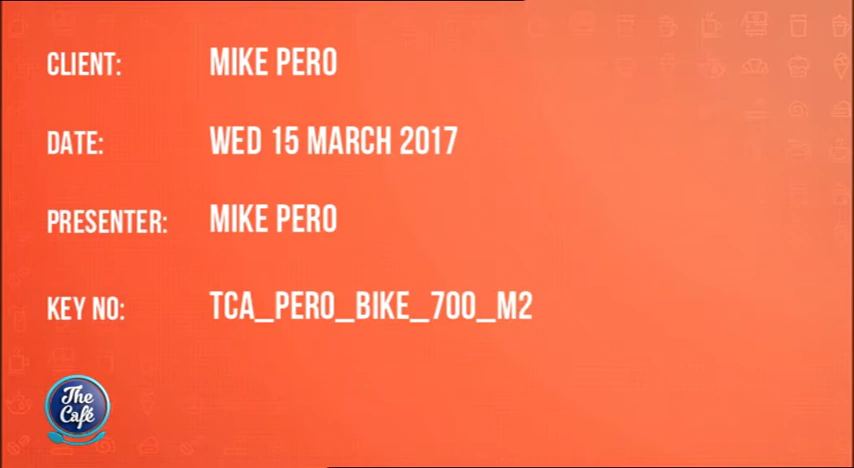 CLIENT: MIKE PERO
DATE: WED 15 MARCH 2017
PRESENTER: MIKE PERO
KEY NO: TCA_PERO_BIKE_700_M2
The
Café